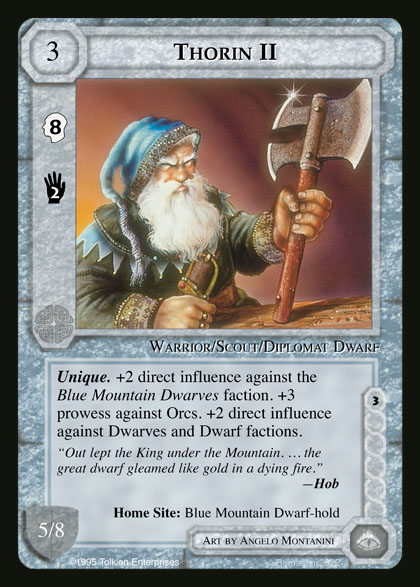 3
THORIN II
8
2
WARRIOR/SCOUT/DIPLOMAT DWARF
Unique. +2 direct influence against the
Blue Mountain Dwarves faction. +3
prowess against Orcs. +2 direct influence
against Dwarves and Dwarf factions.
“Out lept the King under the Mountain. … the
great dwarf gleamed like gold in a dying fire.”
–Hob
3
Home Site: Blue Mountain Dwarf-hold
5/8
ART BY ANGELO MONTANINI
©1995 Tolkien Enterprises